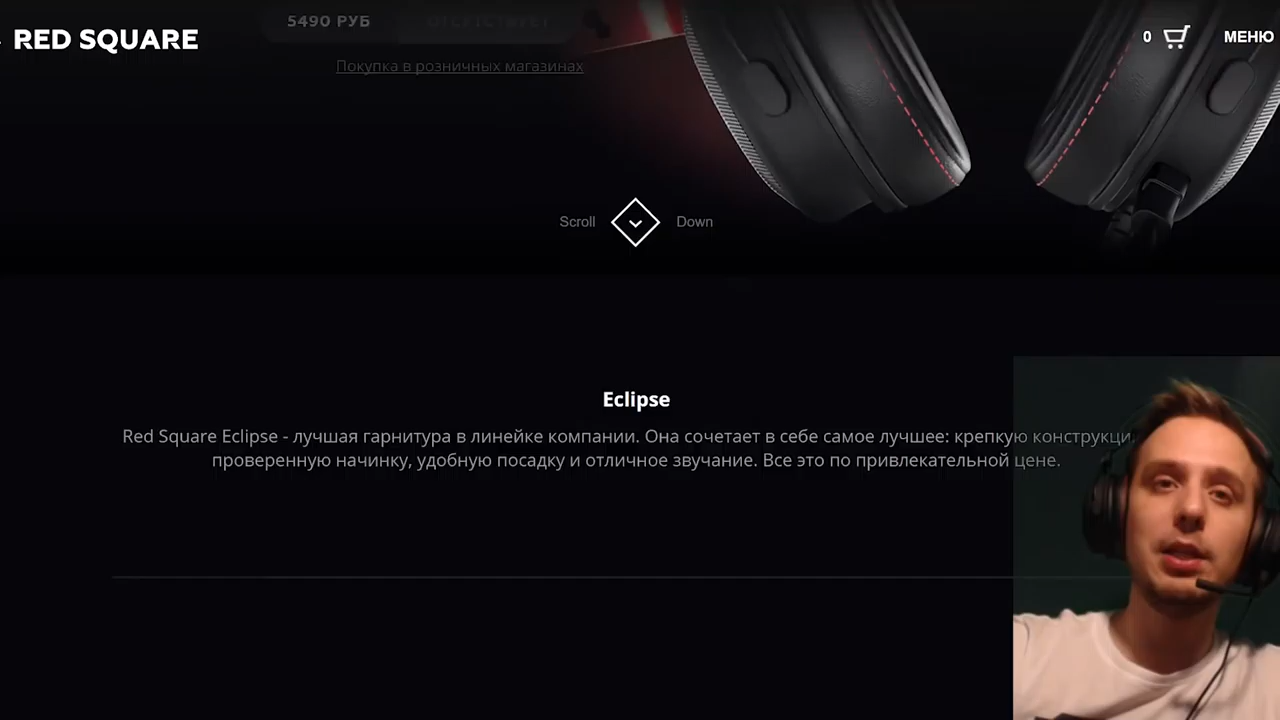 5490 РУБ ОТСУТСТВУЕТ
RED SQUARE
0 МЕНЮ
Покупка в розничных магазинах
Scroll Down
Eclipse
Red Square Eclipse - лучшая гарнитура в линейке компании. Она сочетает в себе самое лучшее: крепкую конструкци
проверенную начинку, удобную посадку и отличное звучание. Все это по привлекательной цене.